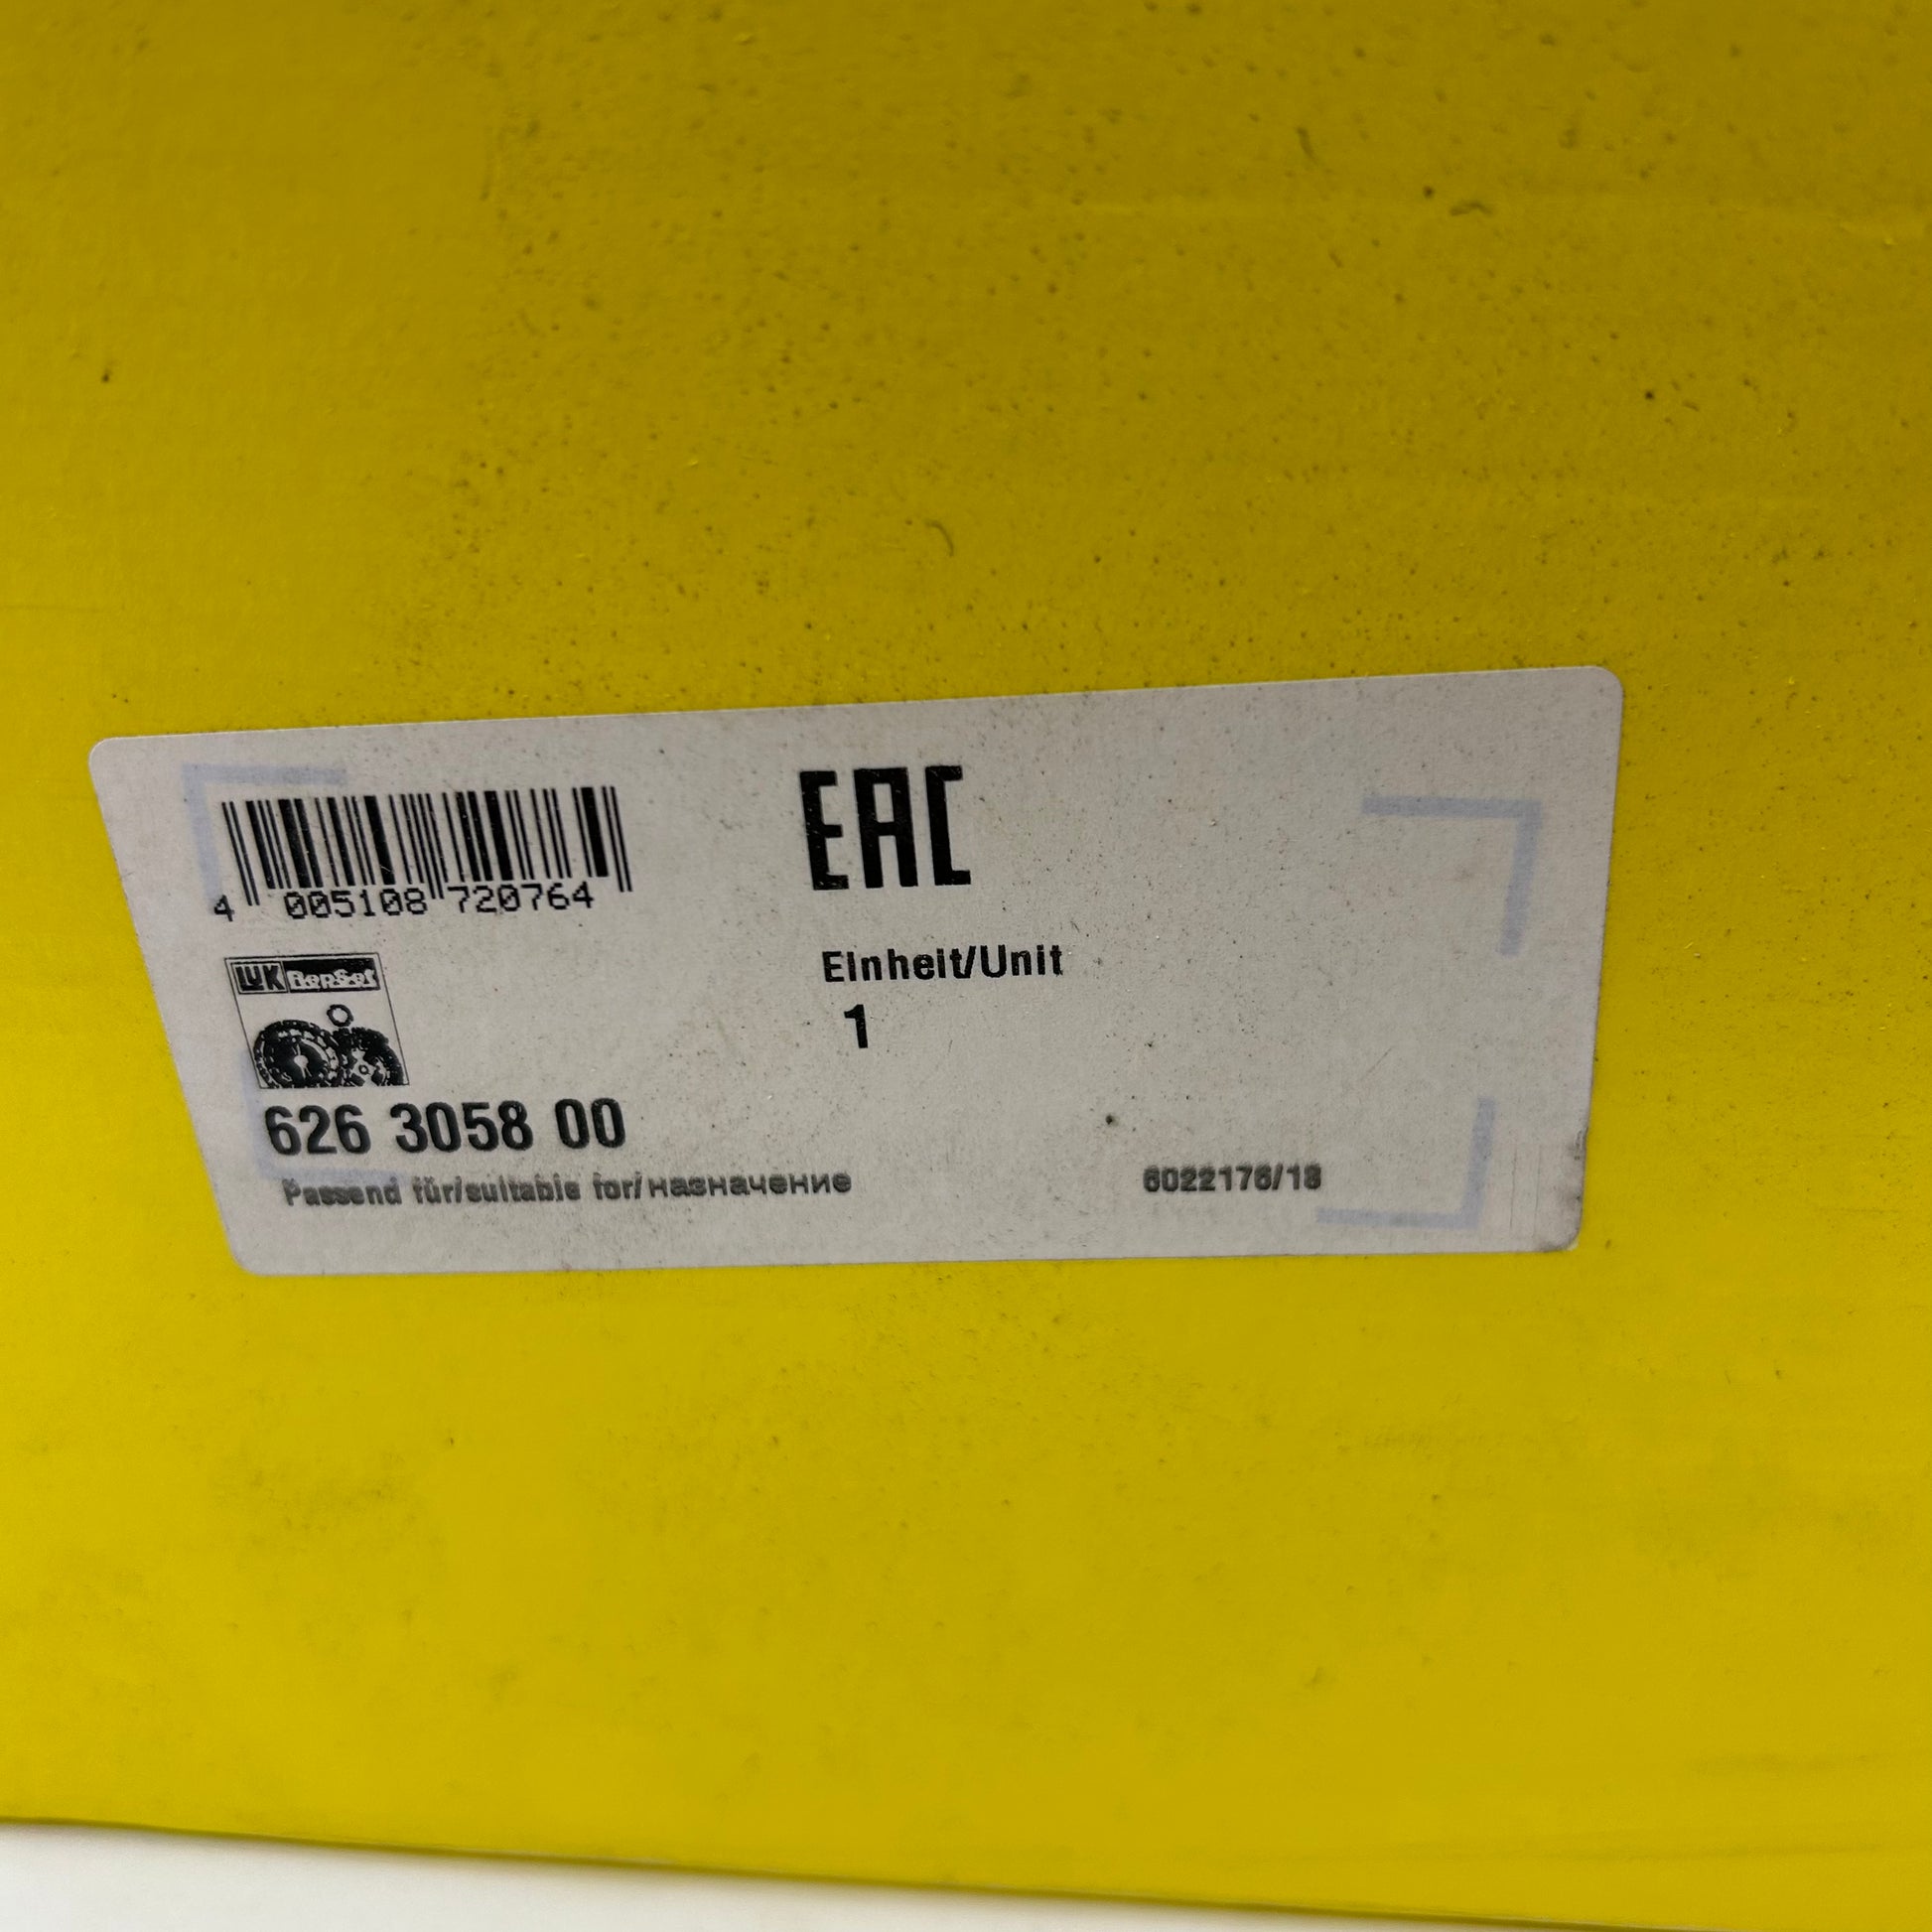 4 005108 720764
EAC
LUK RepSet
Einheit/Unit
1
626 3058 00
Passend für/suitable for/назначение
6022176/18